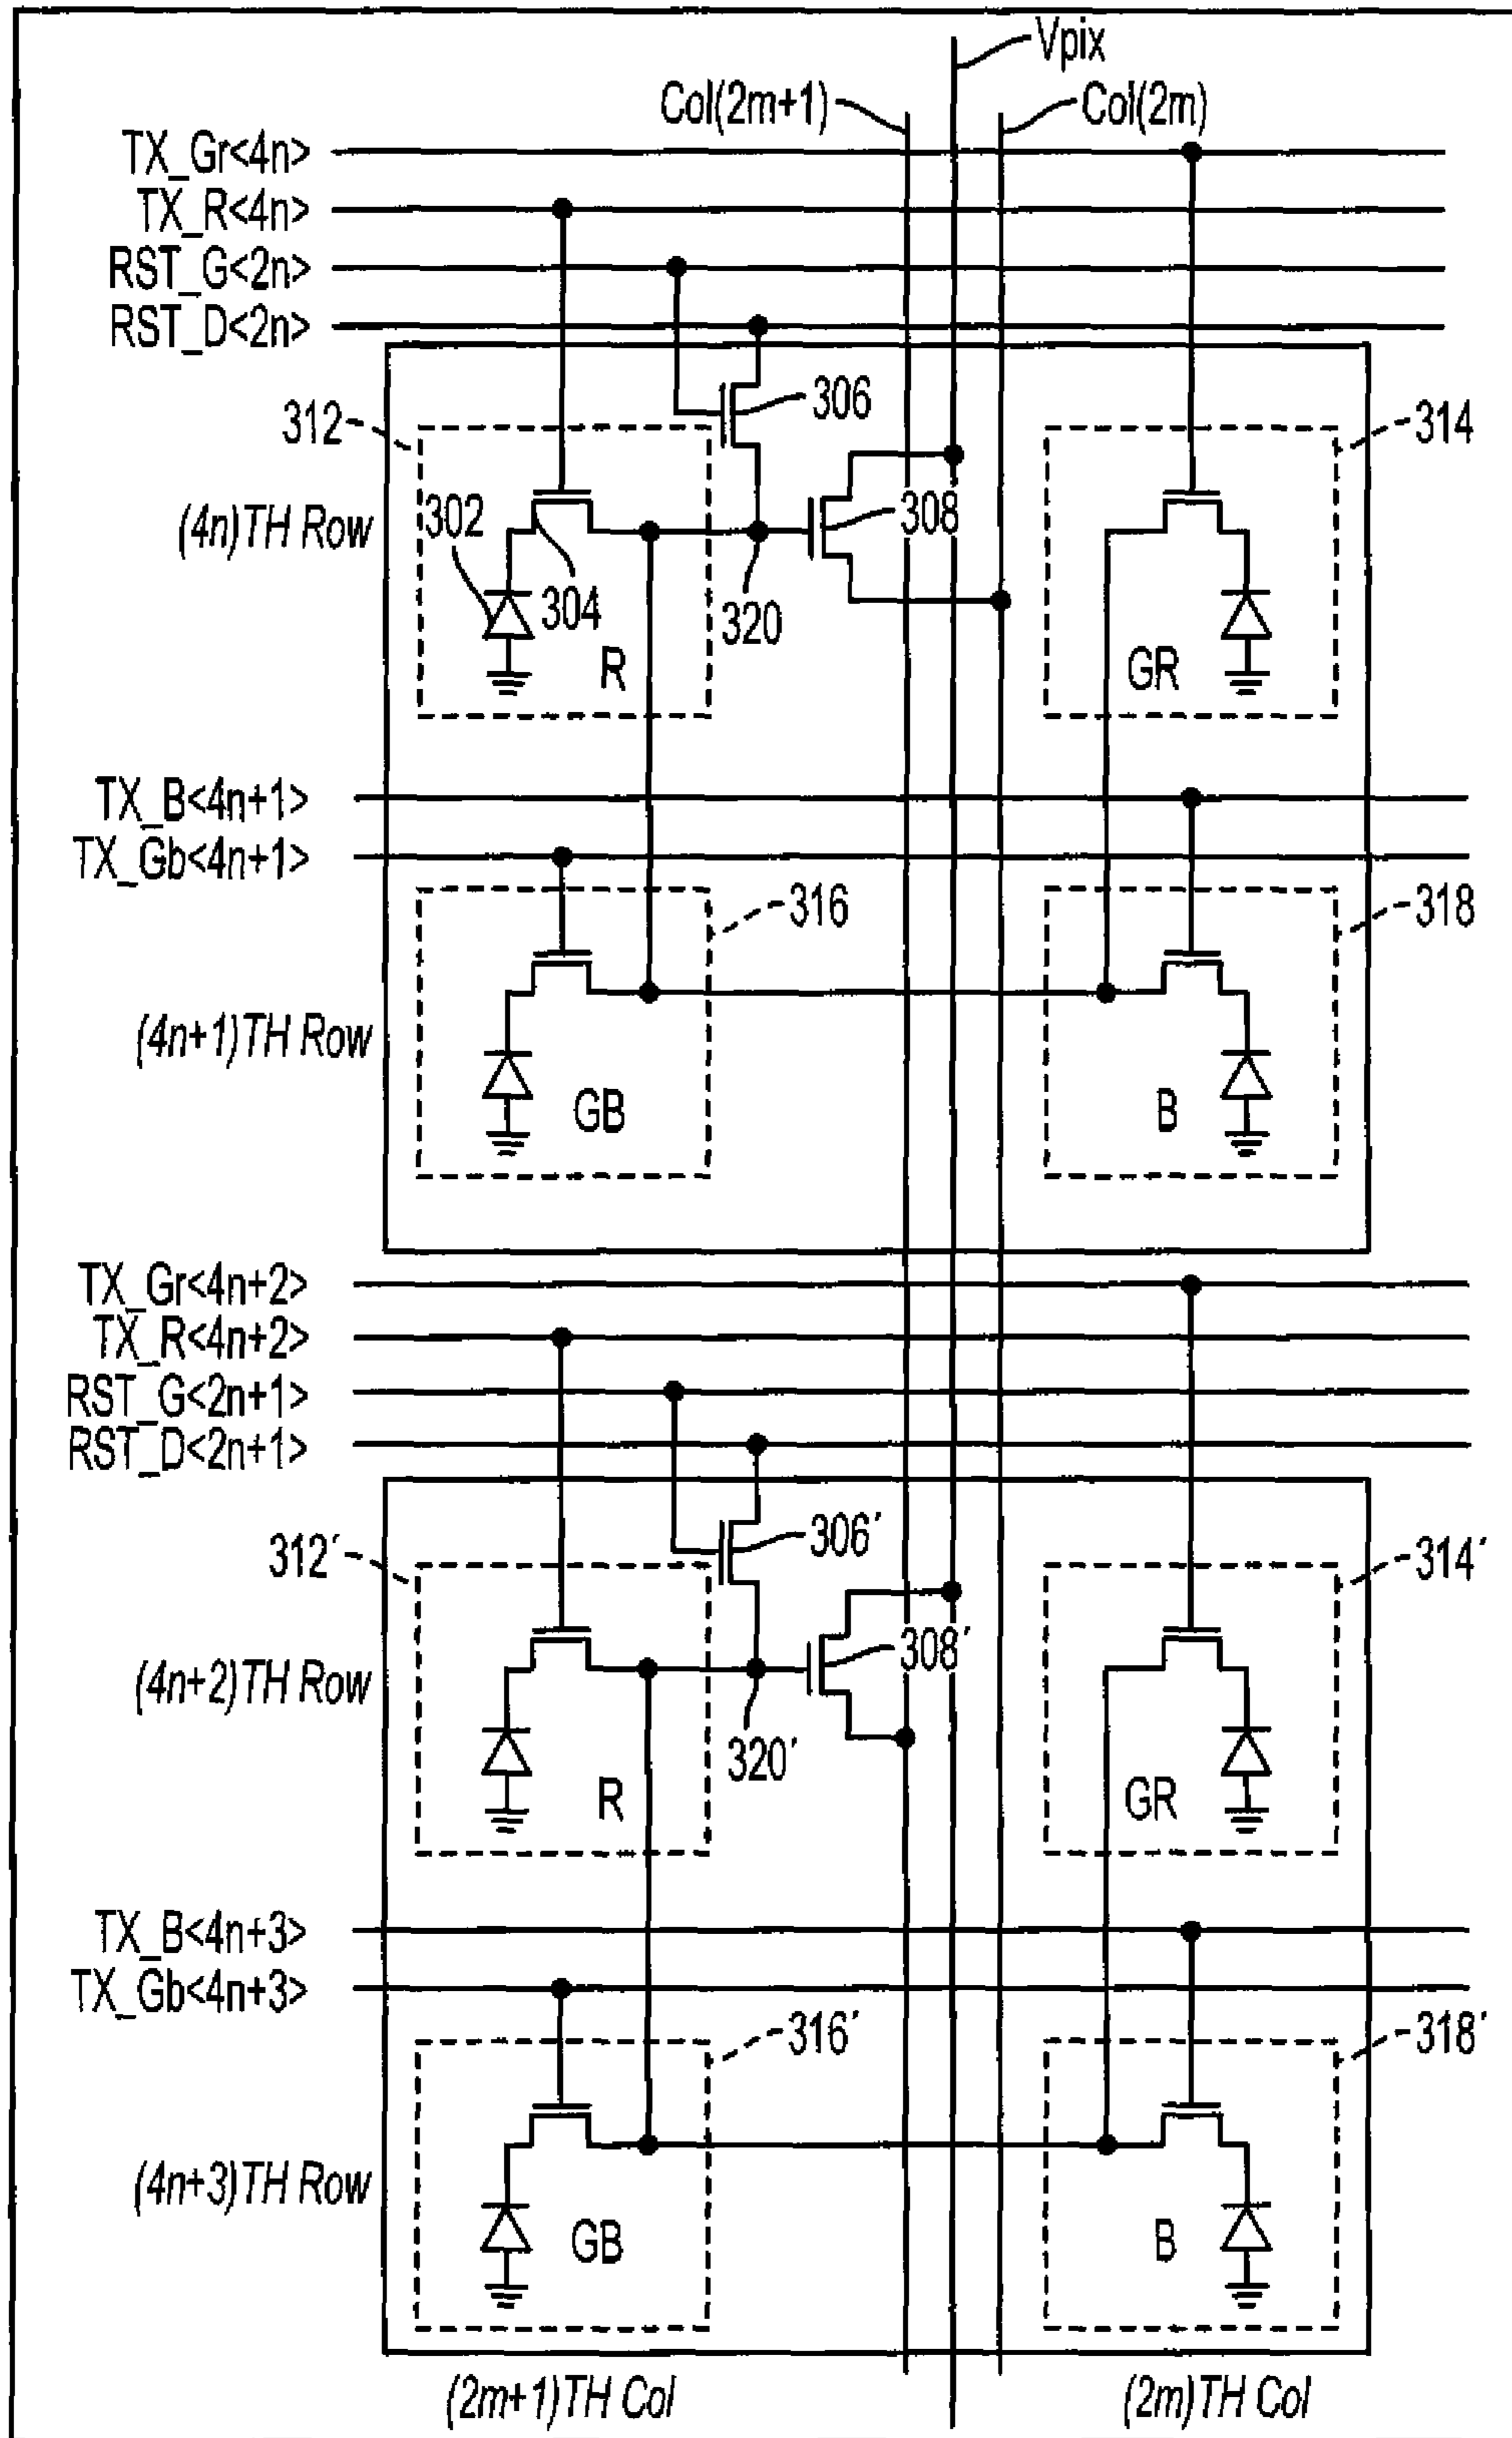 Vpix
Col(2m+1)
Col(2m)
TX_Gr<4n>
TX_R<4n>
RST_G<2n>
RST_D<2n>
306
312
314
(4n)TH Row
302
308
304
320
R
GR
TX_B<4n+1>
TX_Gb<4n+1>
316
318
(4n+1)TH Row
GB
B
TX_Gr<4n+2>
TX_R<4n+2>
RST_G<2n+1>
RST_D<2n+1>
306′
312′
314′
308′
(4n+2)TH Row
320′
R
GR
TX_B<4n+3>
TX_Gb<4n+3>
316′
318′
(4n+3)TH Row
GB
B
(2m+1)TH Col
(2m)TH Col